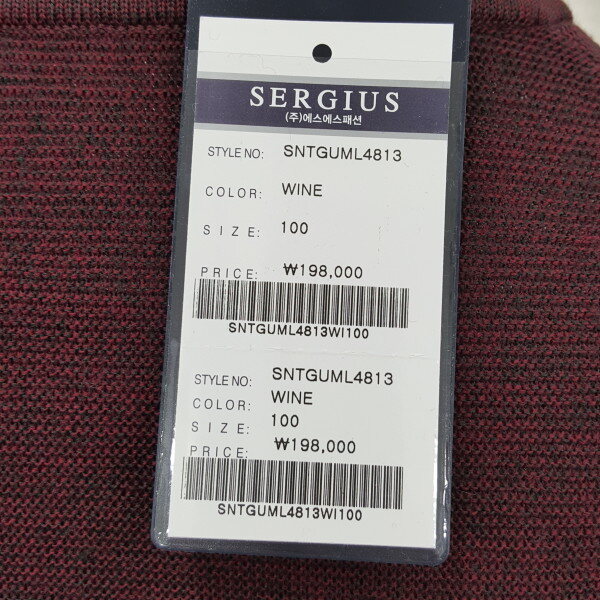 SERGIUS
(주)에스에스패션
STYLE NO: SNTGUML4813
COLOR: WINE
SIZE: 100
PRICE: ₩198,000
SNTGUML4813WI100
STYLE NO: SNTGUML4813
COLOR: WINE
SIZE: 100
PRICE: ₩198,000
SNTGUML4813WI100